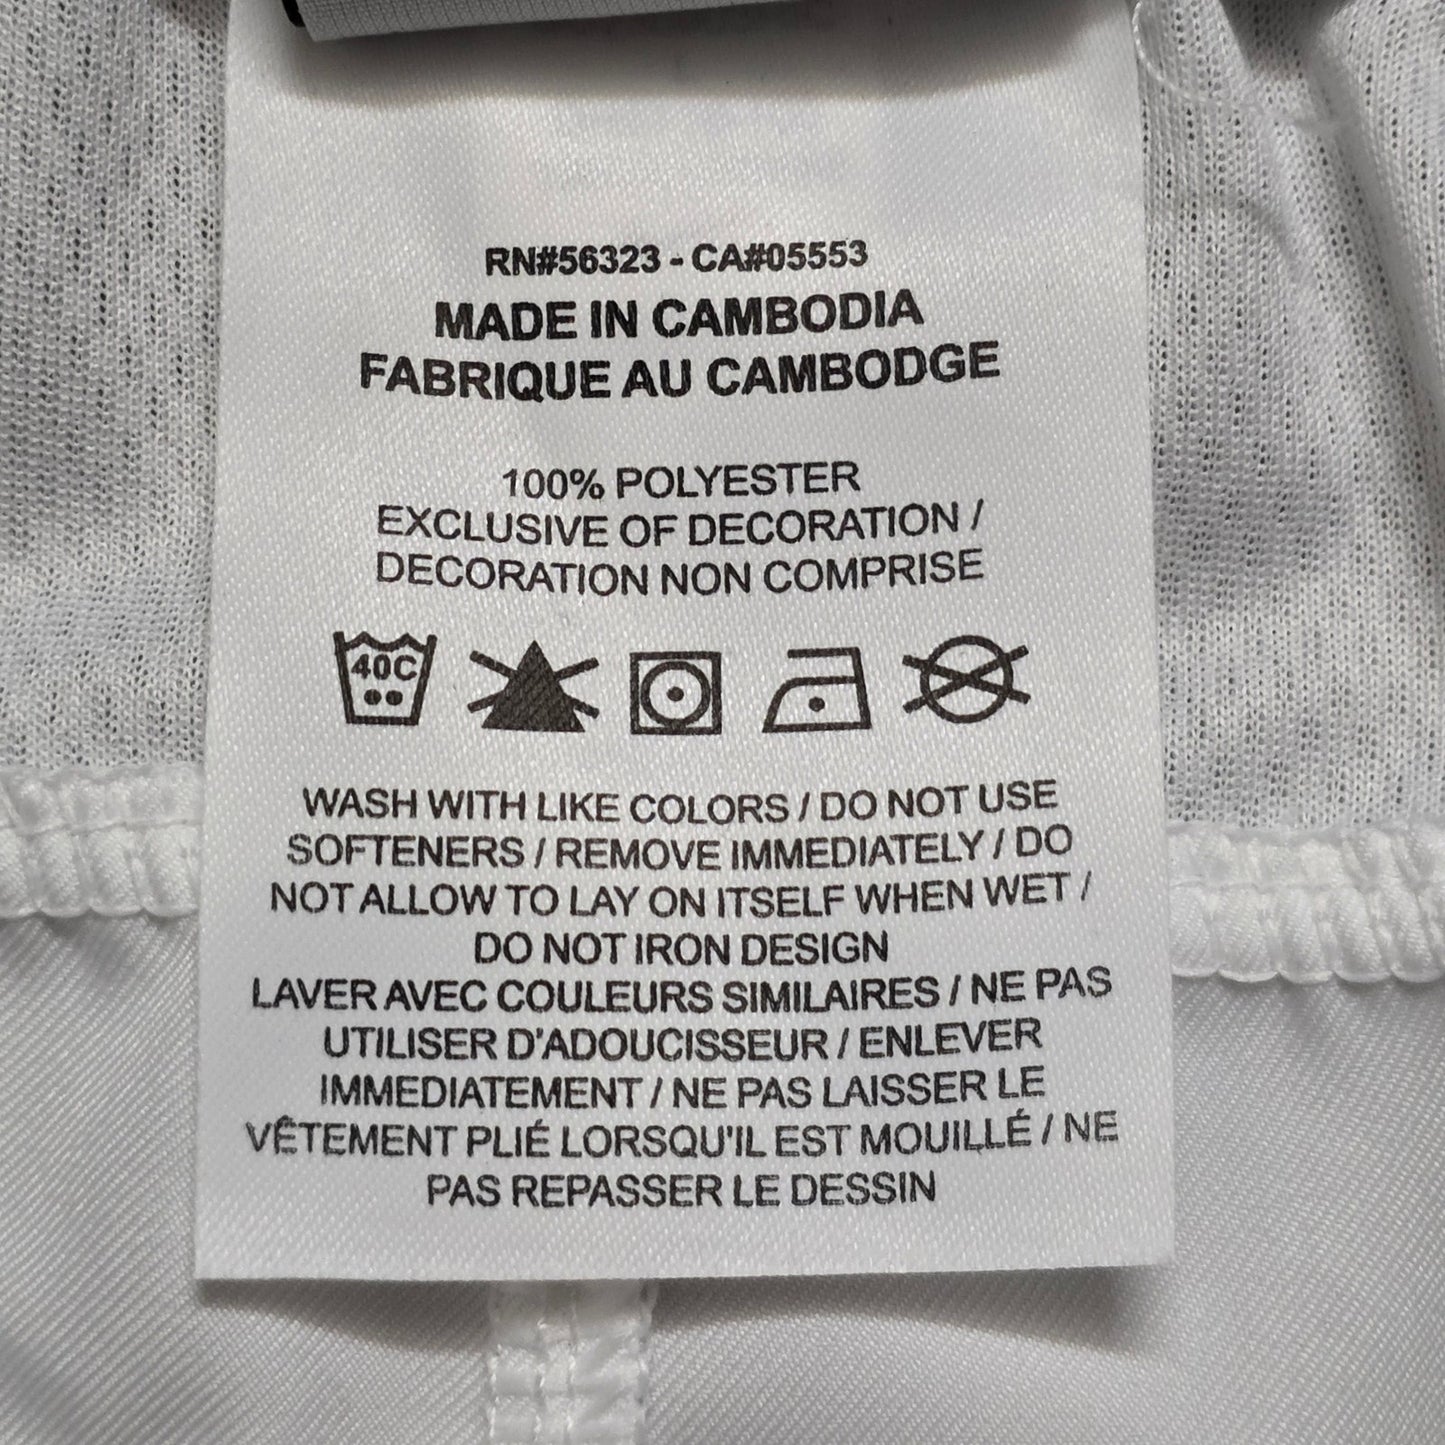 RN#56323 - CA#05553
MADE IN CAMBODIA
FABRIQUE AU CAMBODGE
100% POLYESTER
EXCLUSIVE OF DECORATION /
DECORATION NON COMPRISE
40C
WASH WITH LIKE COLORS / DO NOT USE
SOFTENERS / REMOVE IMMEDIATELY / DO
NOT ALLOW TO LAY ON ITSELF WHEN WET /
DO NOT IRON DESIGN
LAVER AVEC COULEURS SIMILAIRES / NE PAS
UTILISER D'ADOUCISSEUR / ENLEVER
IMMEDIATEMENT / NE PAS LAISSER LE
VÊTEMENT PLIÉ LORSQU'IL EST MOUILLÉ / NE
PAS REPASSER LE DESSIN